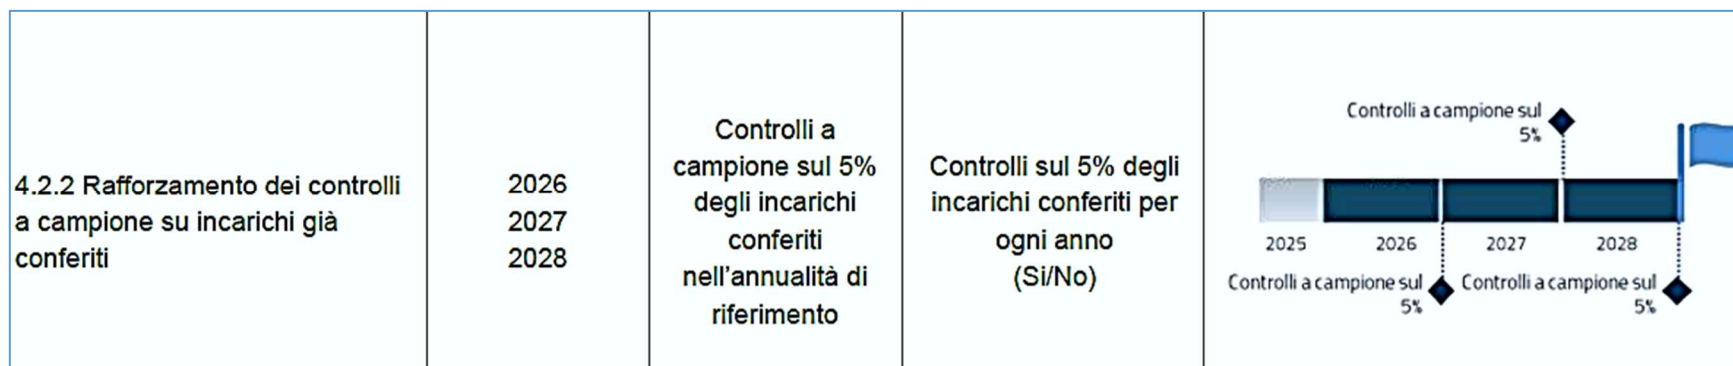 4.2.2 Rafforzamento dei controlli
a campione su incarichi già
conferiti
2026
2027
2028
Controlli a
campione sul 5%
degli incarichi
conferiti
nell'annualità di
riferimento
Controlli sul 5% degli
incarichi conferiti per
ogni anno
(Si/No)
Controlli a campione sul
5%
2025
2026
2027
2028
Controlli a campione sul
5%
Controlli a campione sul
5%